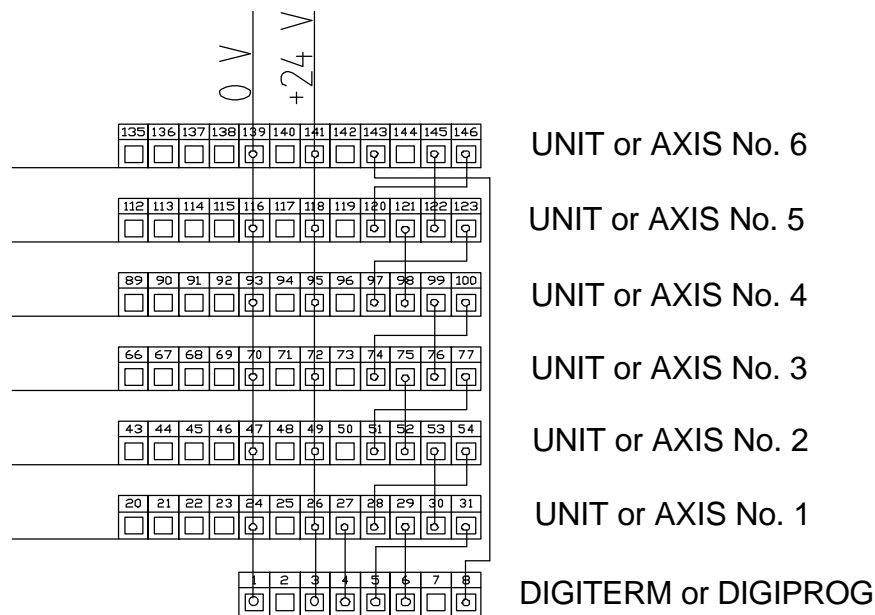 0 V
+24 V
135 136 137 138 139 140 141 142 143 144 145 146
UNIT or AXIS No. 6
112 113 114 115 116 117 118 119 120 121 122 123
UNIT or AXIS No. 5
89 90 91 92 93 94 95 96 97 98 99 100
UNIT or AXIS No. 4
66 67 68 69 70 71 72 73 74 75 76 77
UNIT or AXIS No. 3
43 44 45 46 47 48 49 50 51 52 53 54
UNIT or AXIS No. 2
20 21 22 23 24 25 26 27 28 29 30 31
UNIT or AXIS No. 1
1 2 3 4 5 6 7 8
DIGITERM or DIGIPROG